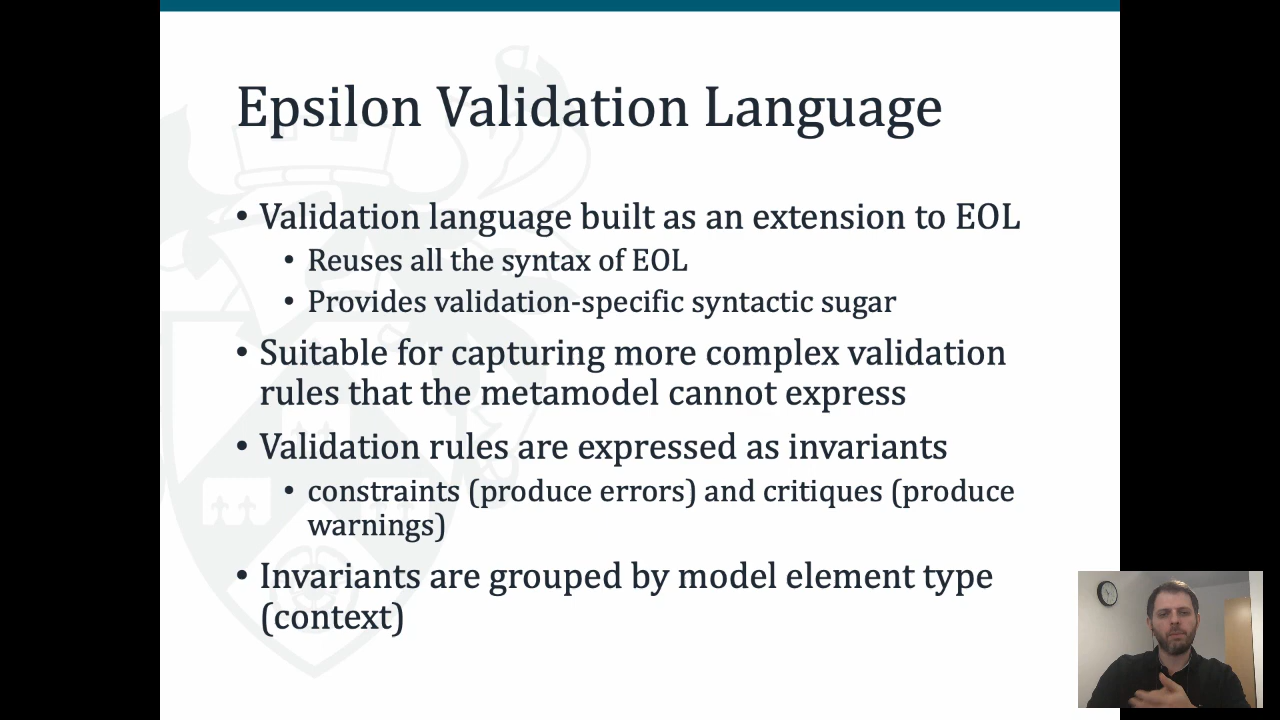 Epsilon Validation Language
• Validation language built as an extension to EOL
• Reuses all the syntax of EOL
• Provides validation-specific syntactic sugar
• Suitable for capturing more complex validation
rules that the metamodel cannot express
• Validation rules are expressed as invariants
• constraints (produce errors) and critiques (produce
warnings)
• Invariants are grouped by model element type
(context)